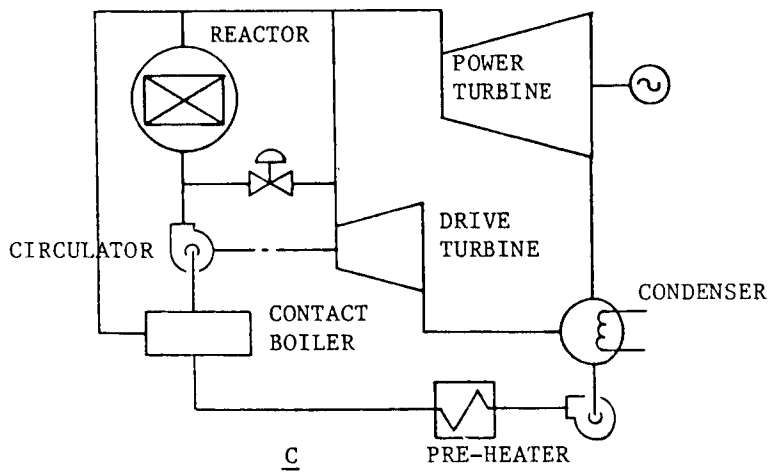 REACTOR
POWER
TURBINE
CIRCULATOR
DRIVE
TURBINE
CONDENSER
CONTACT
BOILER
PRE-HEATER
C